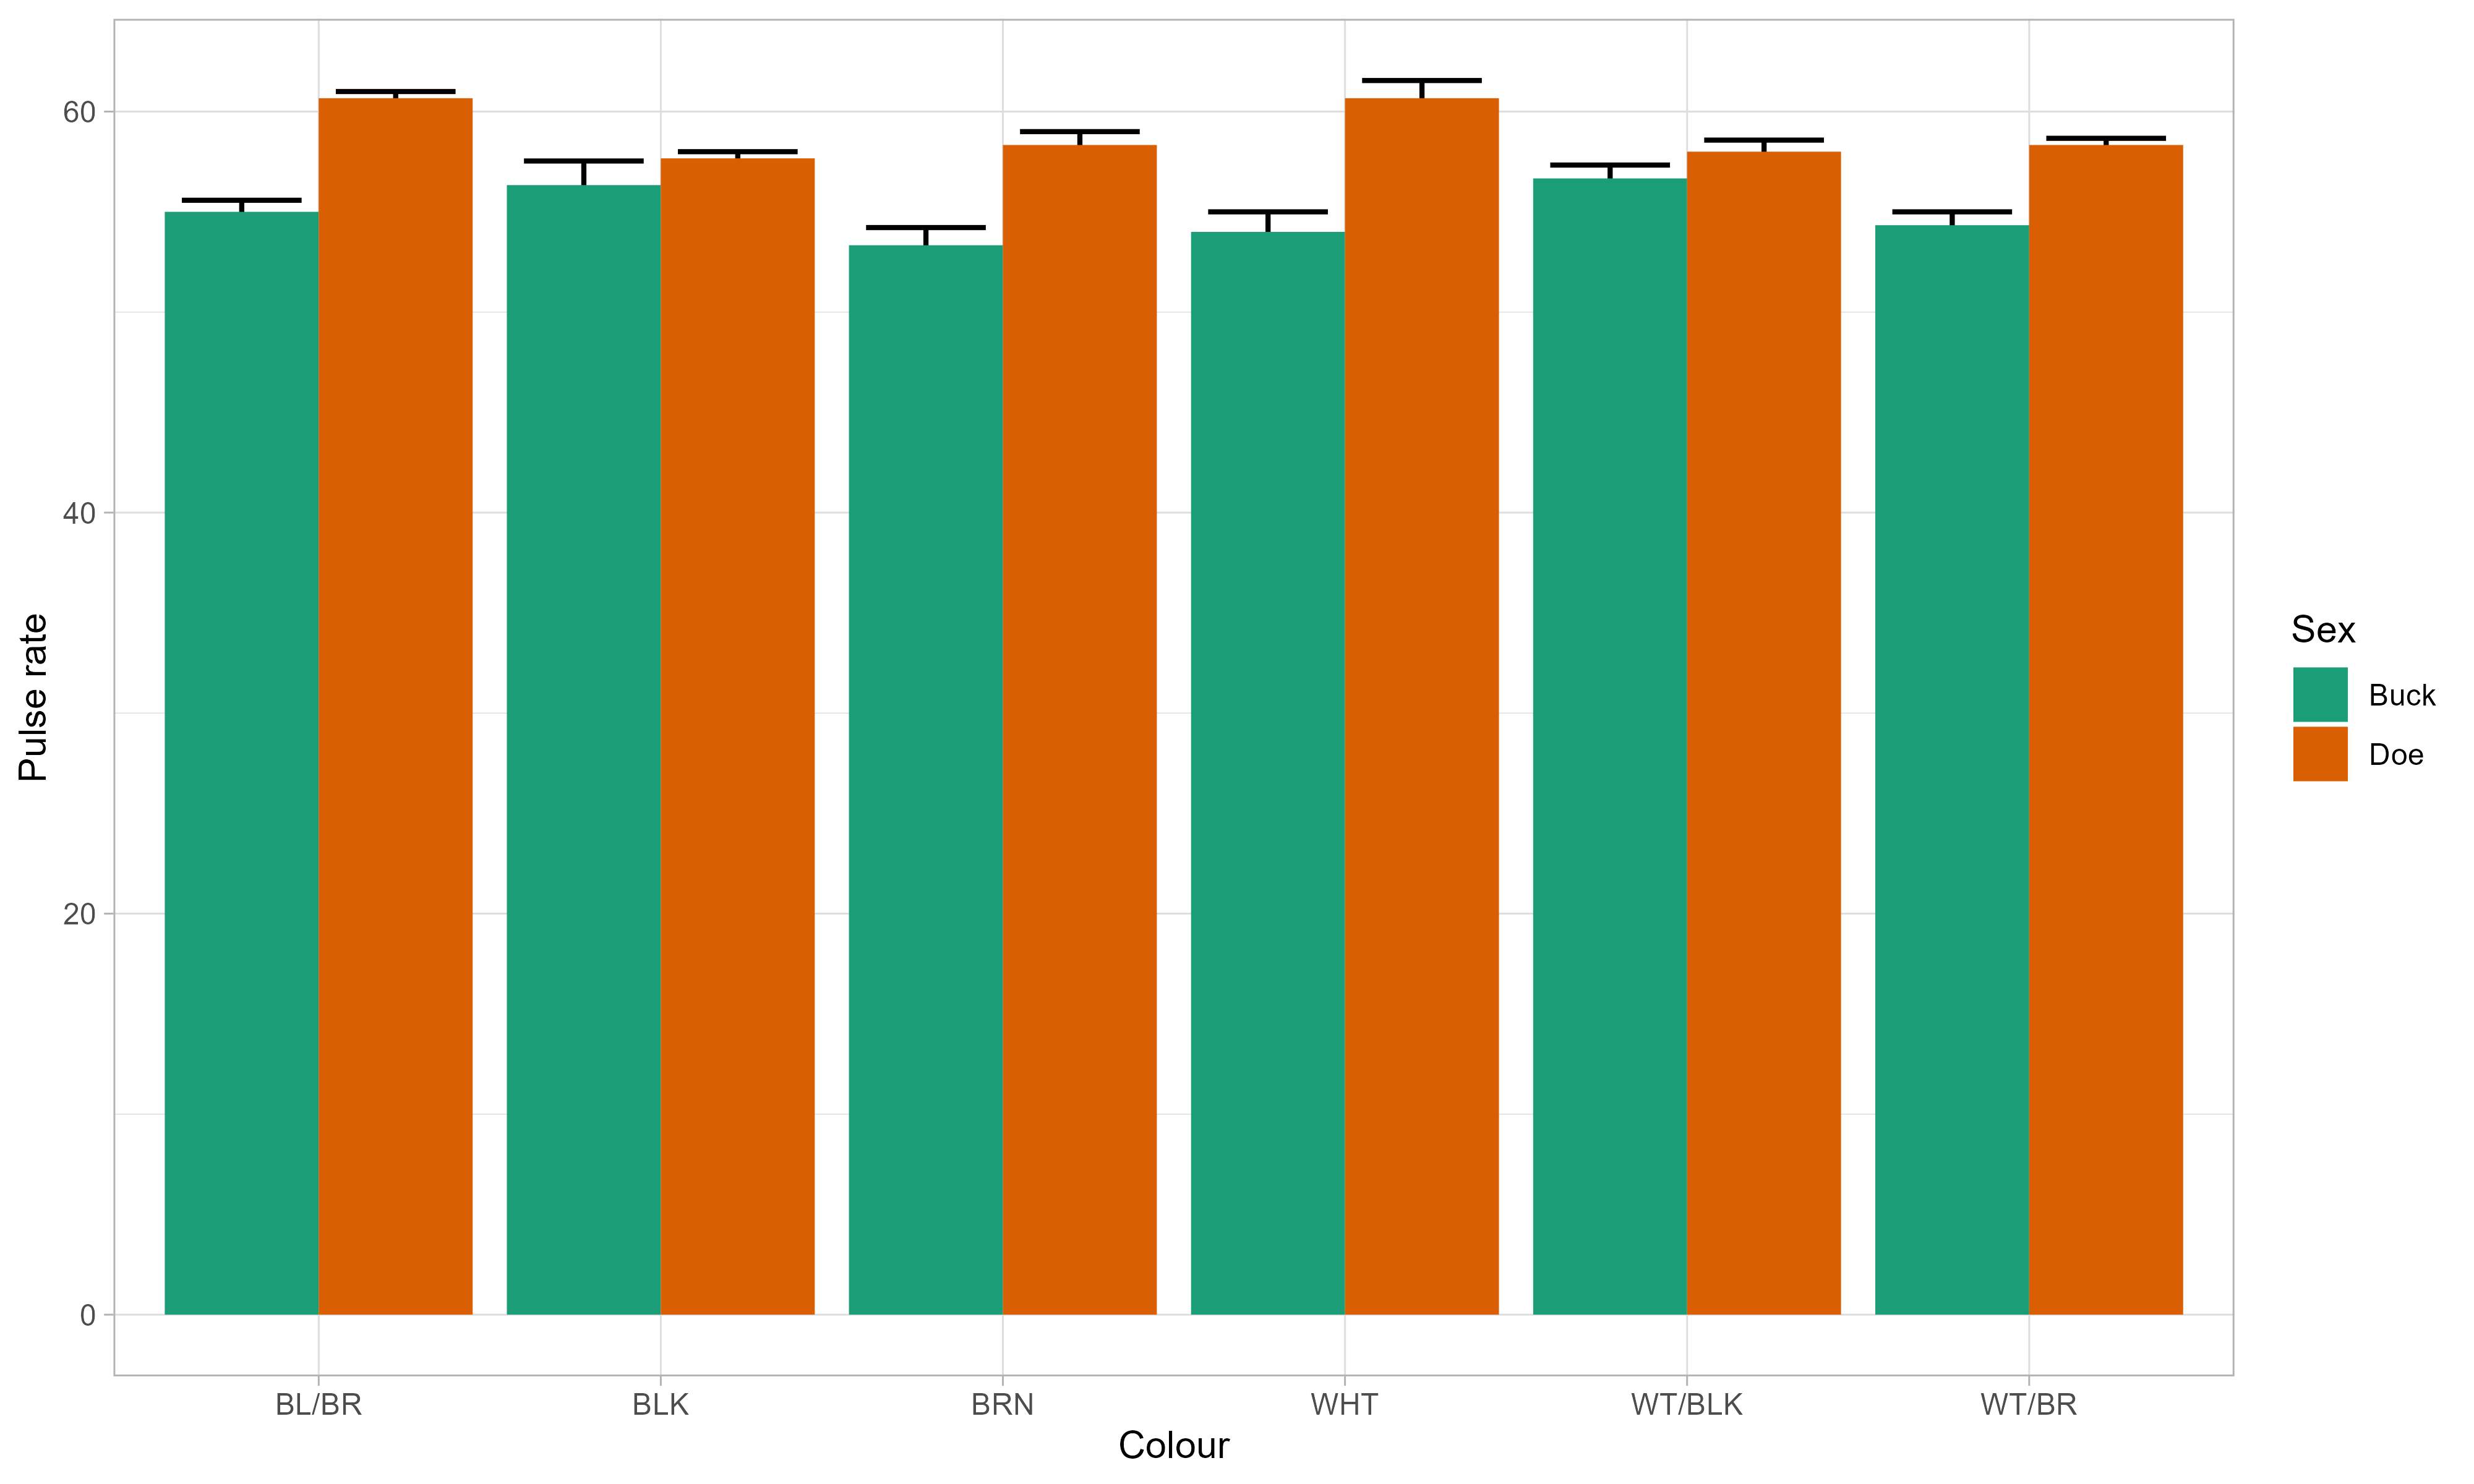 60
40
20
0
Pulse rate
BL/BR
BLK
BRN
WHT
WT/BLK
WT/BR
Colour
Sex
Buck
Doe